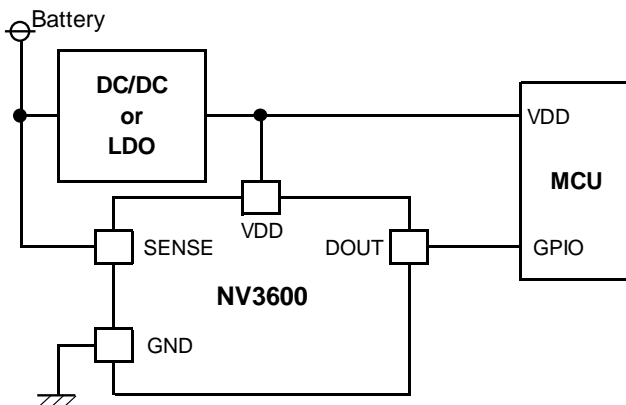 Battery
DC/DC
or
LDO
VDD
MCU
VDD
SENSE
DOUT
GPIO
NV3600
GND